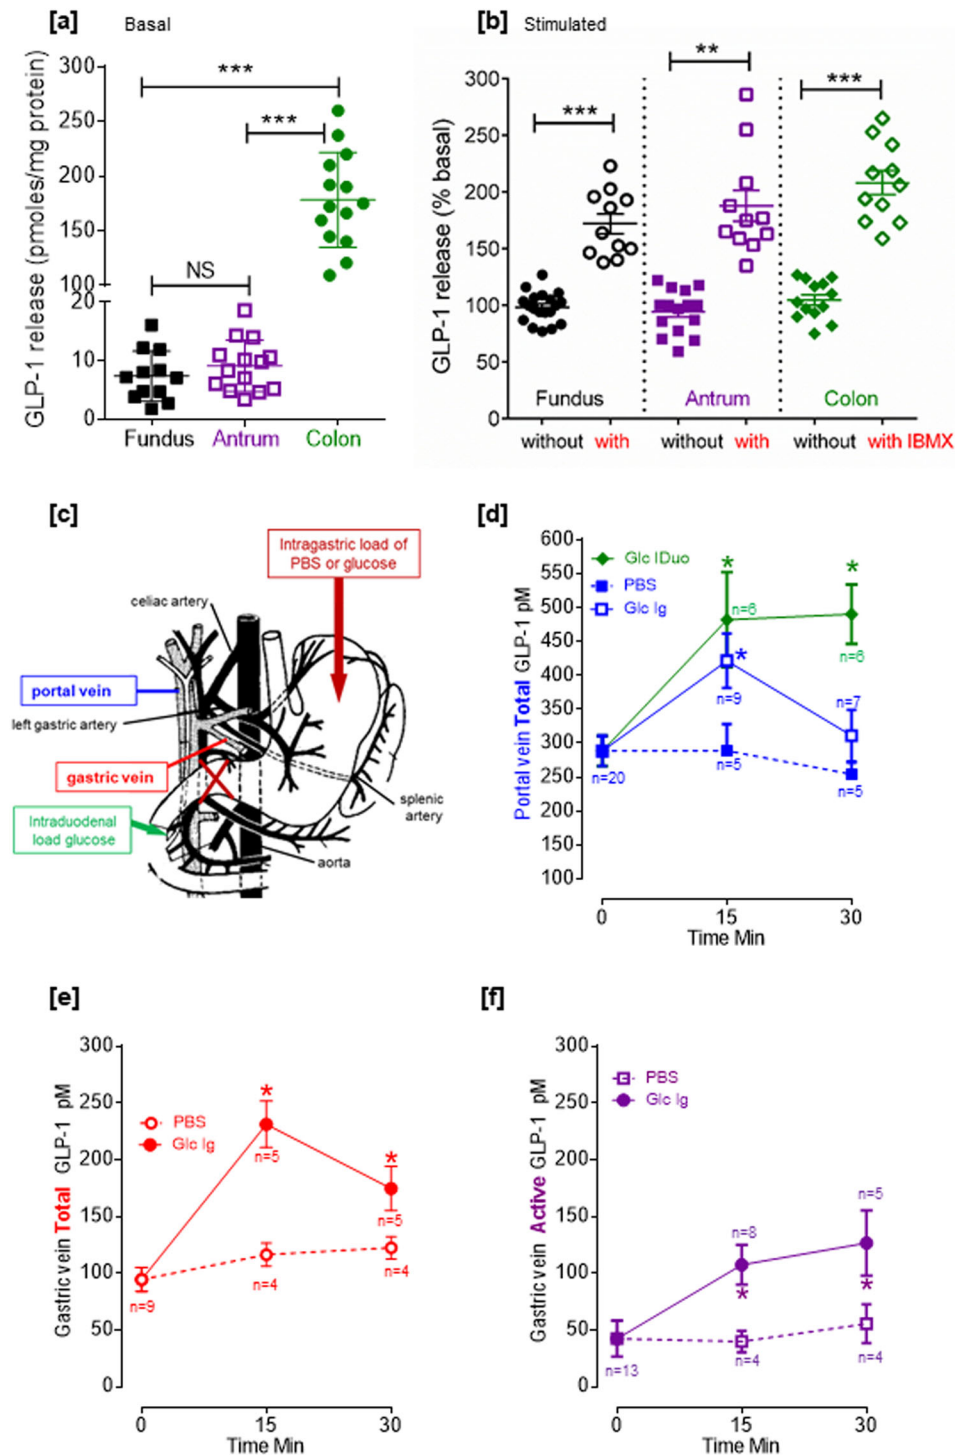 [a] Basal
GLP-1 release (pmoles/mg protein)
300
250
200
150
100
20
10
0
***
***
NS
Fundus Antrum Colon
[b] Stimulated
GLP-1 release (% basal)
300
250
200
150
100
50
0
***
**
***
Fundus Antrum Colon
without with without with without with IBMX
[c]
Intragastric load of
PBS or glucose
celiac artery
portal vein
left gastric artery
gastric vein
Intraduodenal
load glucose
splenic
artery
aorta
[d]
Portal vein Total GLP-1 pM
600
550
500
450
400
350
300
250
200
150
100
Glc IDuo
PBS
Glc Ig
*
*
*
n=6
n=6
n=9
n=7
n=20
n=5
n=5
0 15 30
Time Min
[e]
Gastric vein Total GLP-1 pM
300
250
200
150
100
50
0
PBS
Glc Ig
*
*
n=5
n=5
n=9
n=4
n=4
0 15 30
Time Min
[f]
Gastric vein Active GLP-1 pM
300
250
200
150
100
50
0
PBS
Glc Ig
n=8
n=5
*
*
n=13
n=4
n=4
0 15 30
Time Min